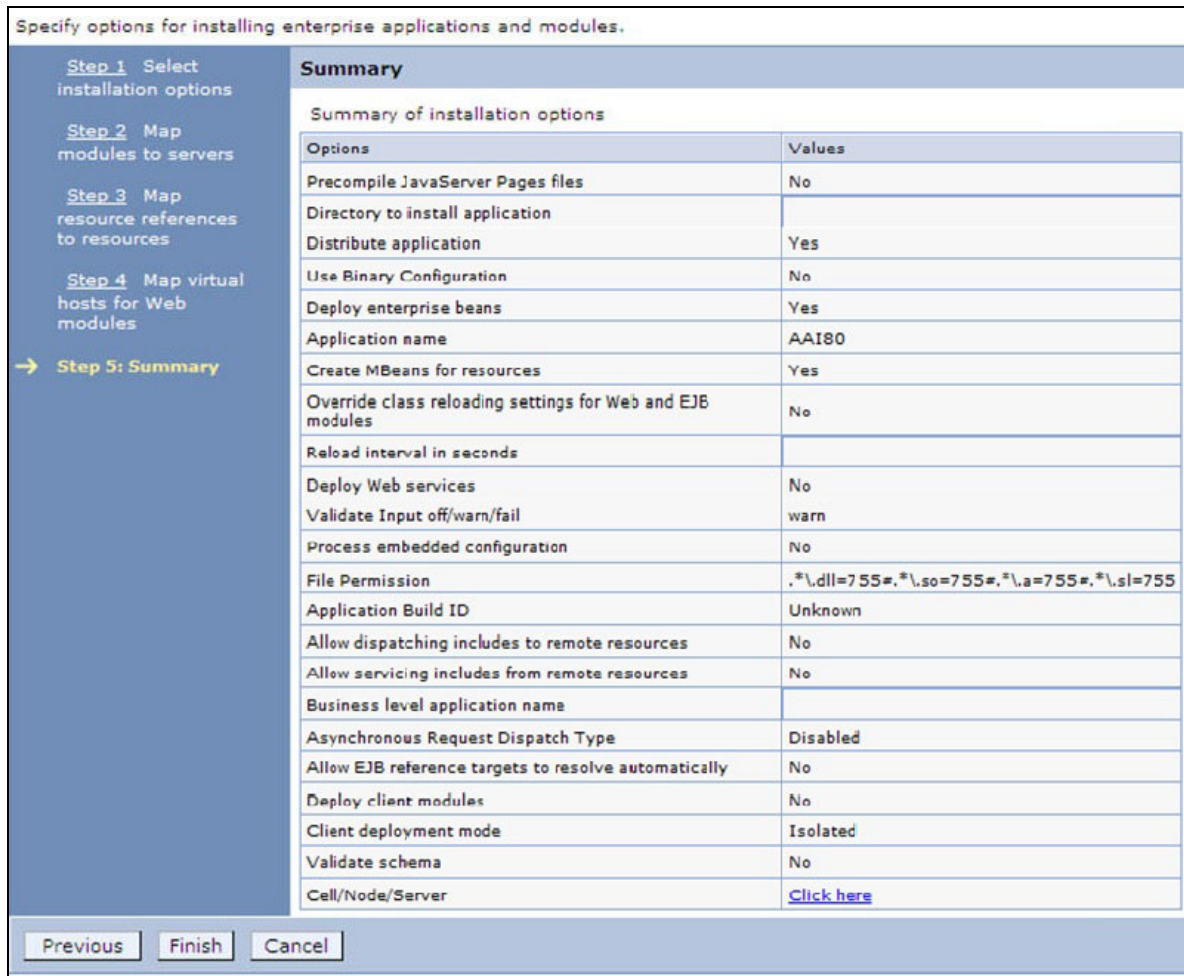 Specify options for installing enterprise applications and modules.
Step 1 Select
installation options
Step 2 Map
modules to servers
Step 3 Map
resource references
to resources
Step 4 Map virtual
hosts for Web
modules
→ Step 5: Summary
Summary
Summary of installation options
Options Values
Precompile JavaServer Pages files No
Directory to install application
Distribute application Yes
Use Binary Configuration No
Deploy enterprise beans Yes
Application name AAI80
Create MBeans for resources Yes
Override class reloading settings for Web and EJB
modules No
Reload interval in seconds
Deploy Web services No
Validate Input off/warn/fail warn
Process embedded configuration No
File Permission .*\.dll=755#.*\.so=755#.*\.a=755#.*\.sl=755
Application Build ID Unknown
Allow dispatching includes to remote resources No
Allow servicing includes from remote resources No
Business level application name
Asynchronous Request Dispatch Type Disabled
Allow EJB reference targets to resolve automatically No
Deploy client modules No
Client deployment mode Isolated
Validate schema No
Cell/Node/Server Click here
Previous Finish Cancel